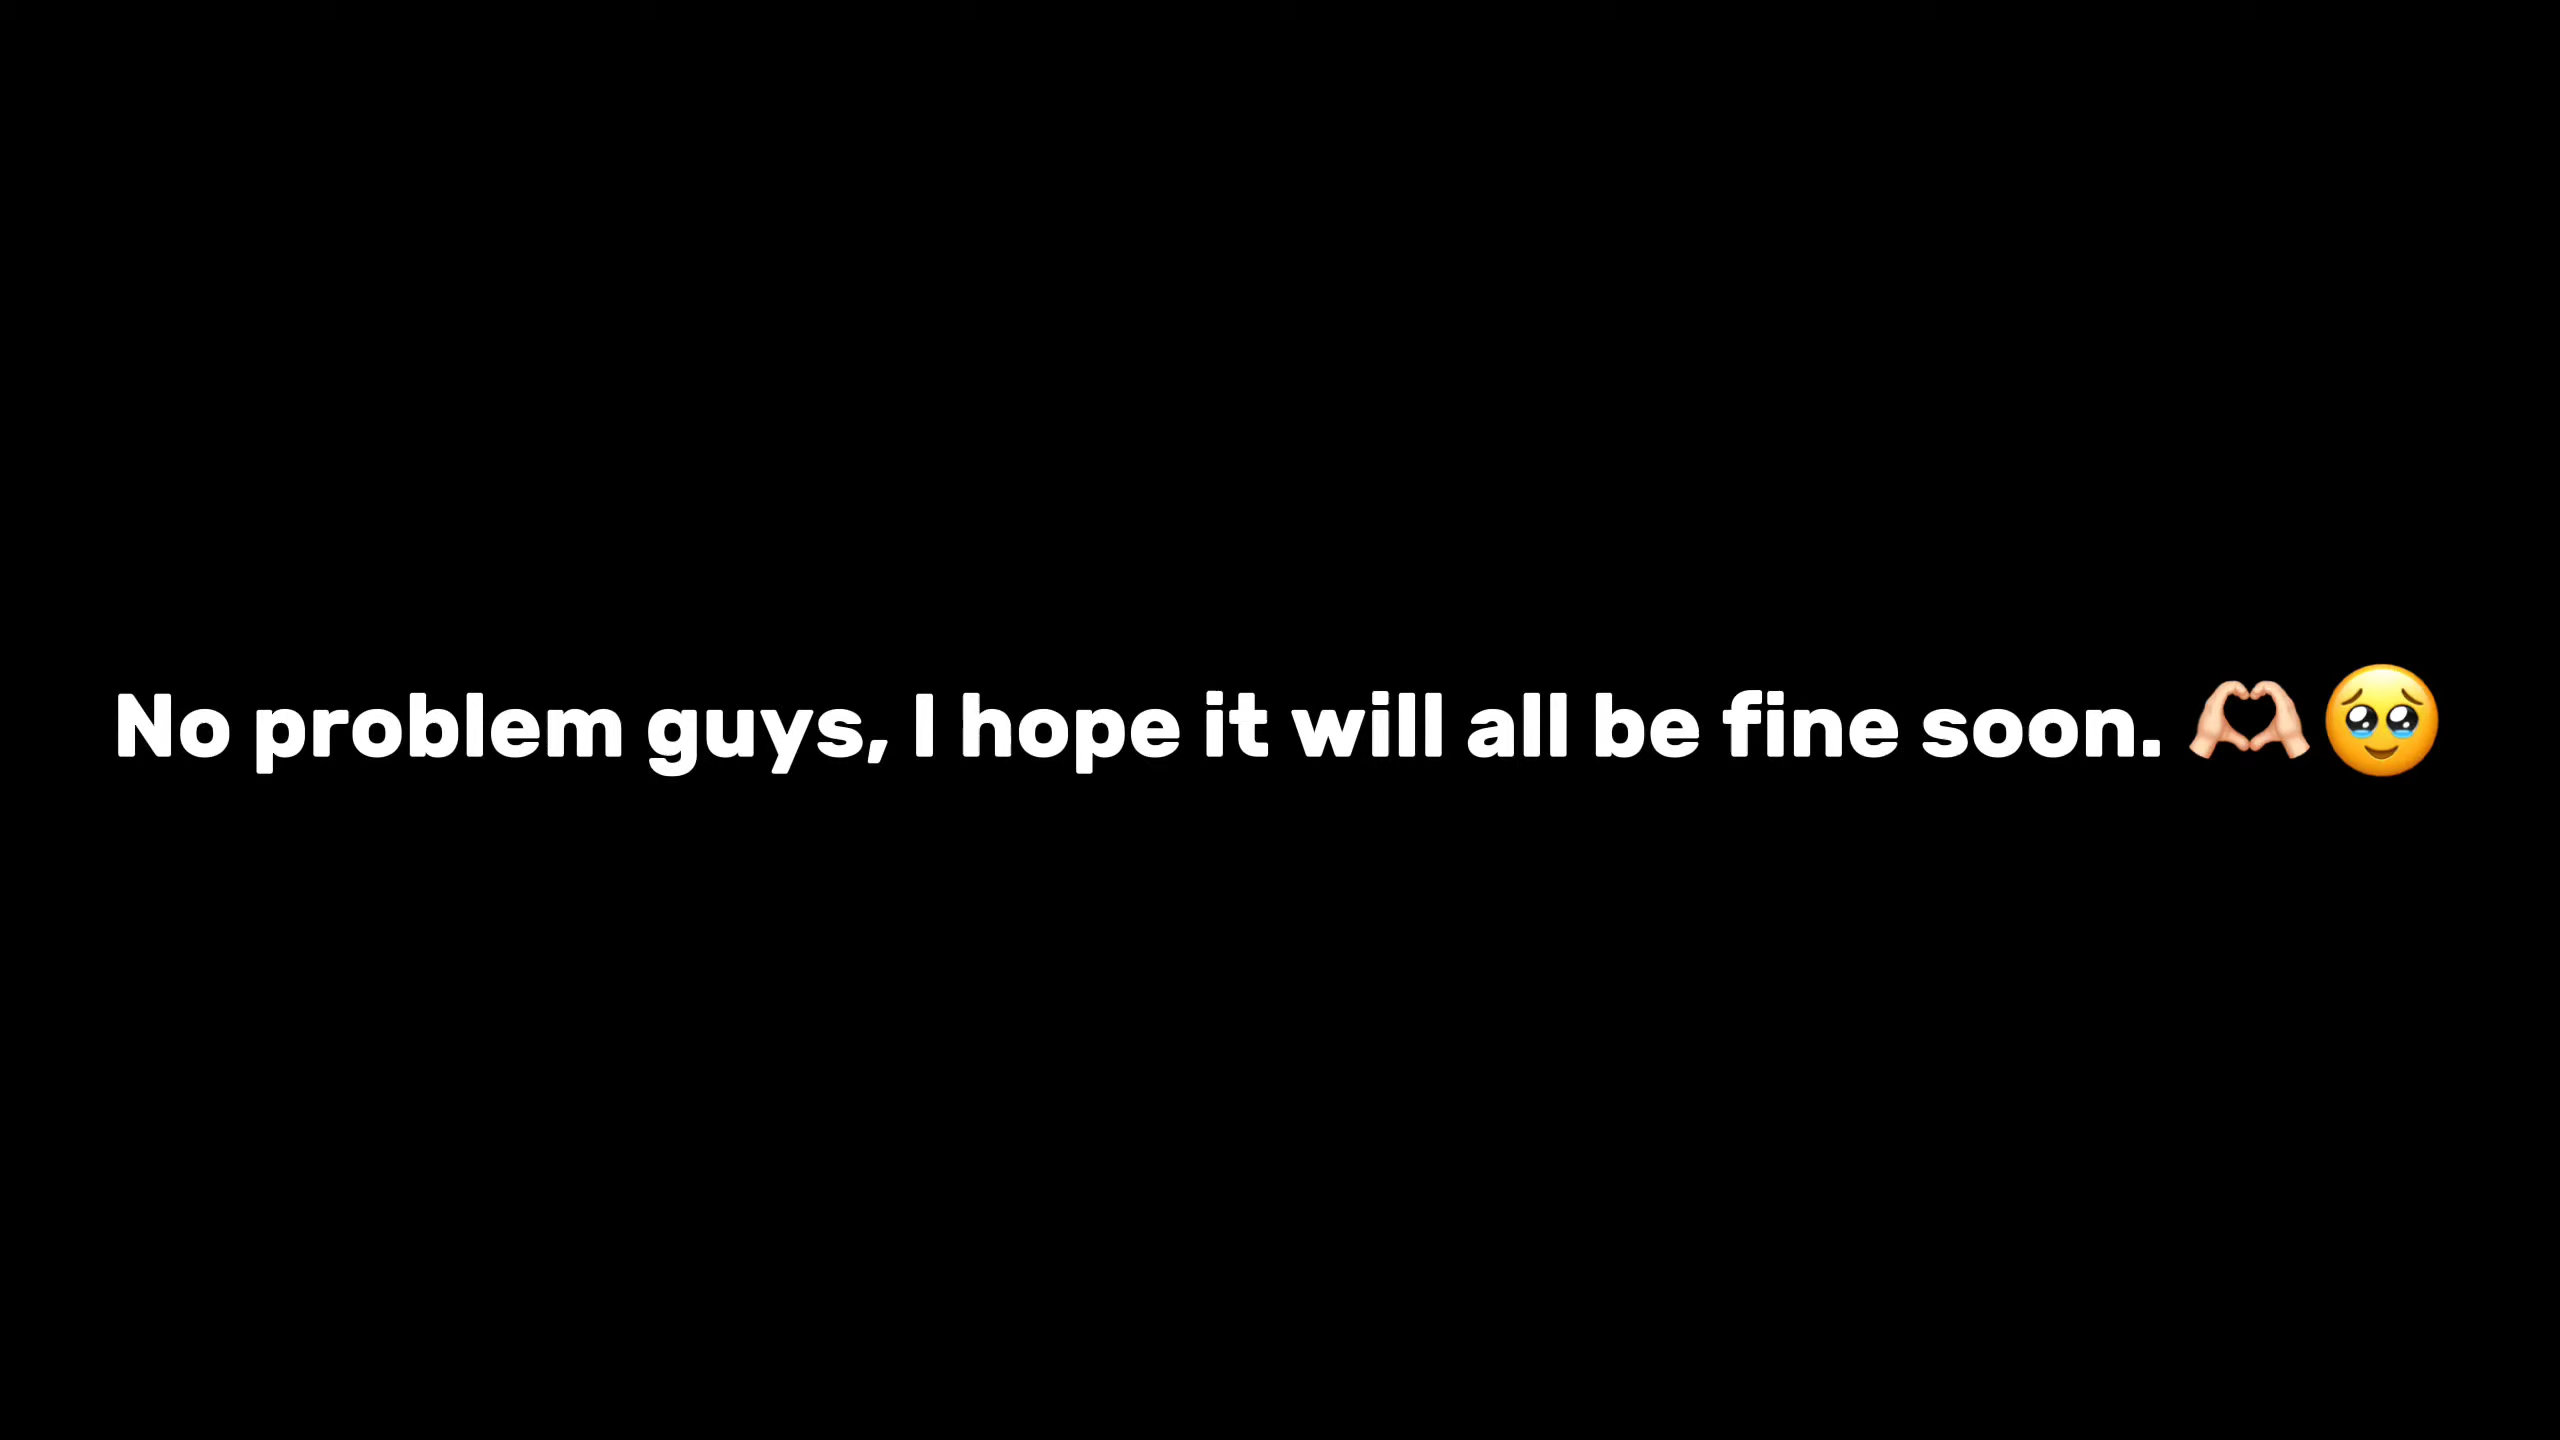 No problem guys, I hope it will all be fine soon. 🫶🏻🥹